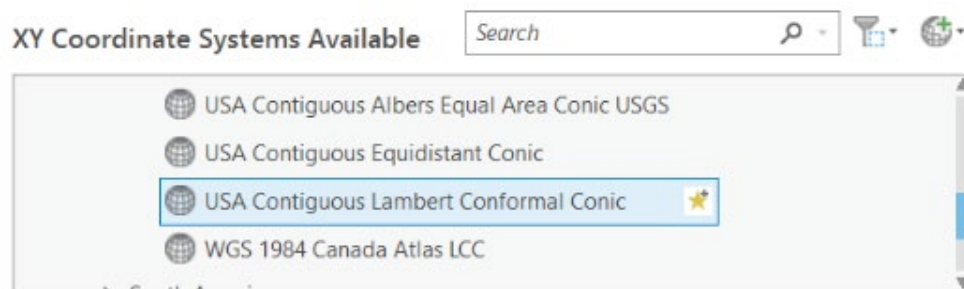 XY Coordinate Systems Available
Search
USA Contiguous Albers Equal Area Conic USGS
USA Contiguous Equidistant Conic
USA Contiguous Lambert Conformal Conic
WGS 1984 Canada Atlas LCC